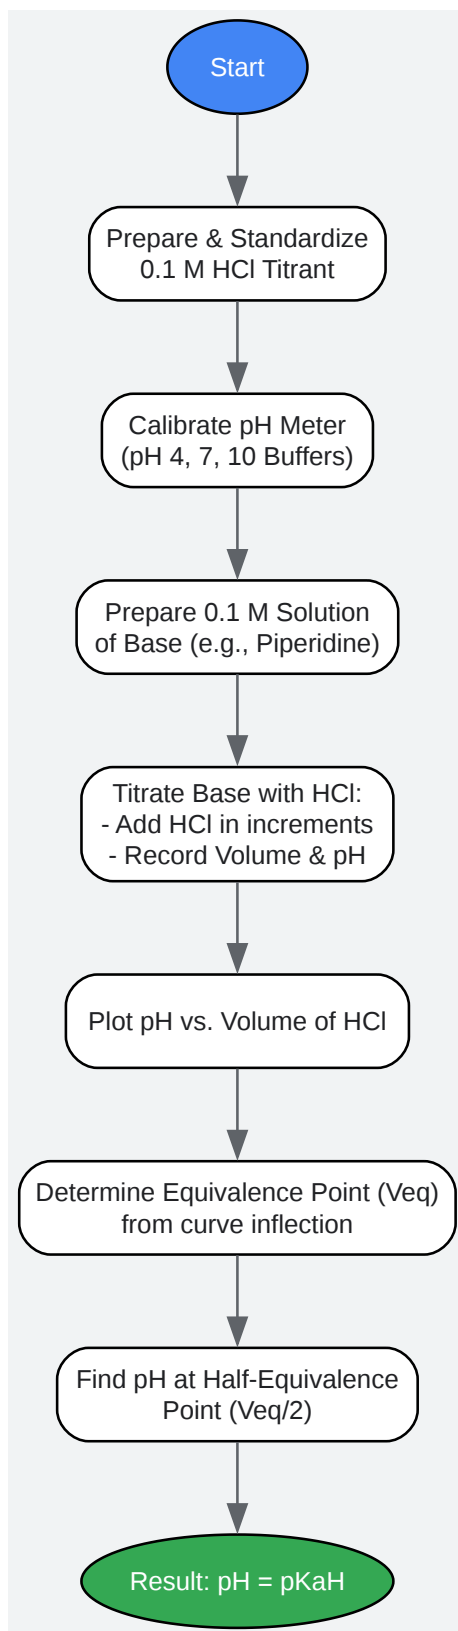 Start
Prepare & Standardize
0.1 M HCl Titrant
Calibrate pH Meter
(pH 4, 7, 10 Buffers)
Prepare 0.1 M Solution
of Base (e.g., Piperidine)
Titrate Base with HCl:
- Add HCl in increments
- Record Volume & pH
Plot pH vs. Volume of HCl
Determine Equivalence Point (Veq)
from curve inflection
Find pH at Half-Equivalence
Point (Veq/2)
Result: pH = pKaH